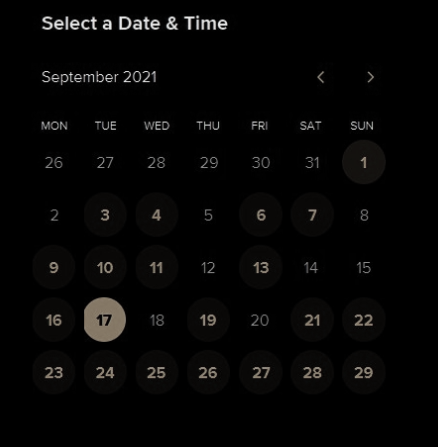 Select a Date & Time
September 2021
MON TUE WED THU FRI SAT SUN
26 27 28 29 30 31 1
2 3 4 5 6 7 8
9 10 11 12 13 14 15
16 17 18 19 20 21 22
23 24 25 26 27 28 29